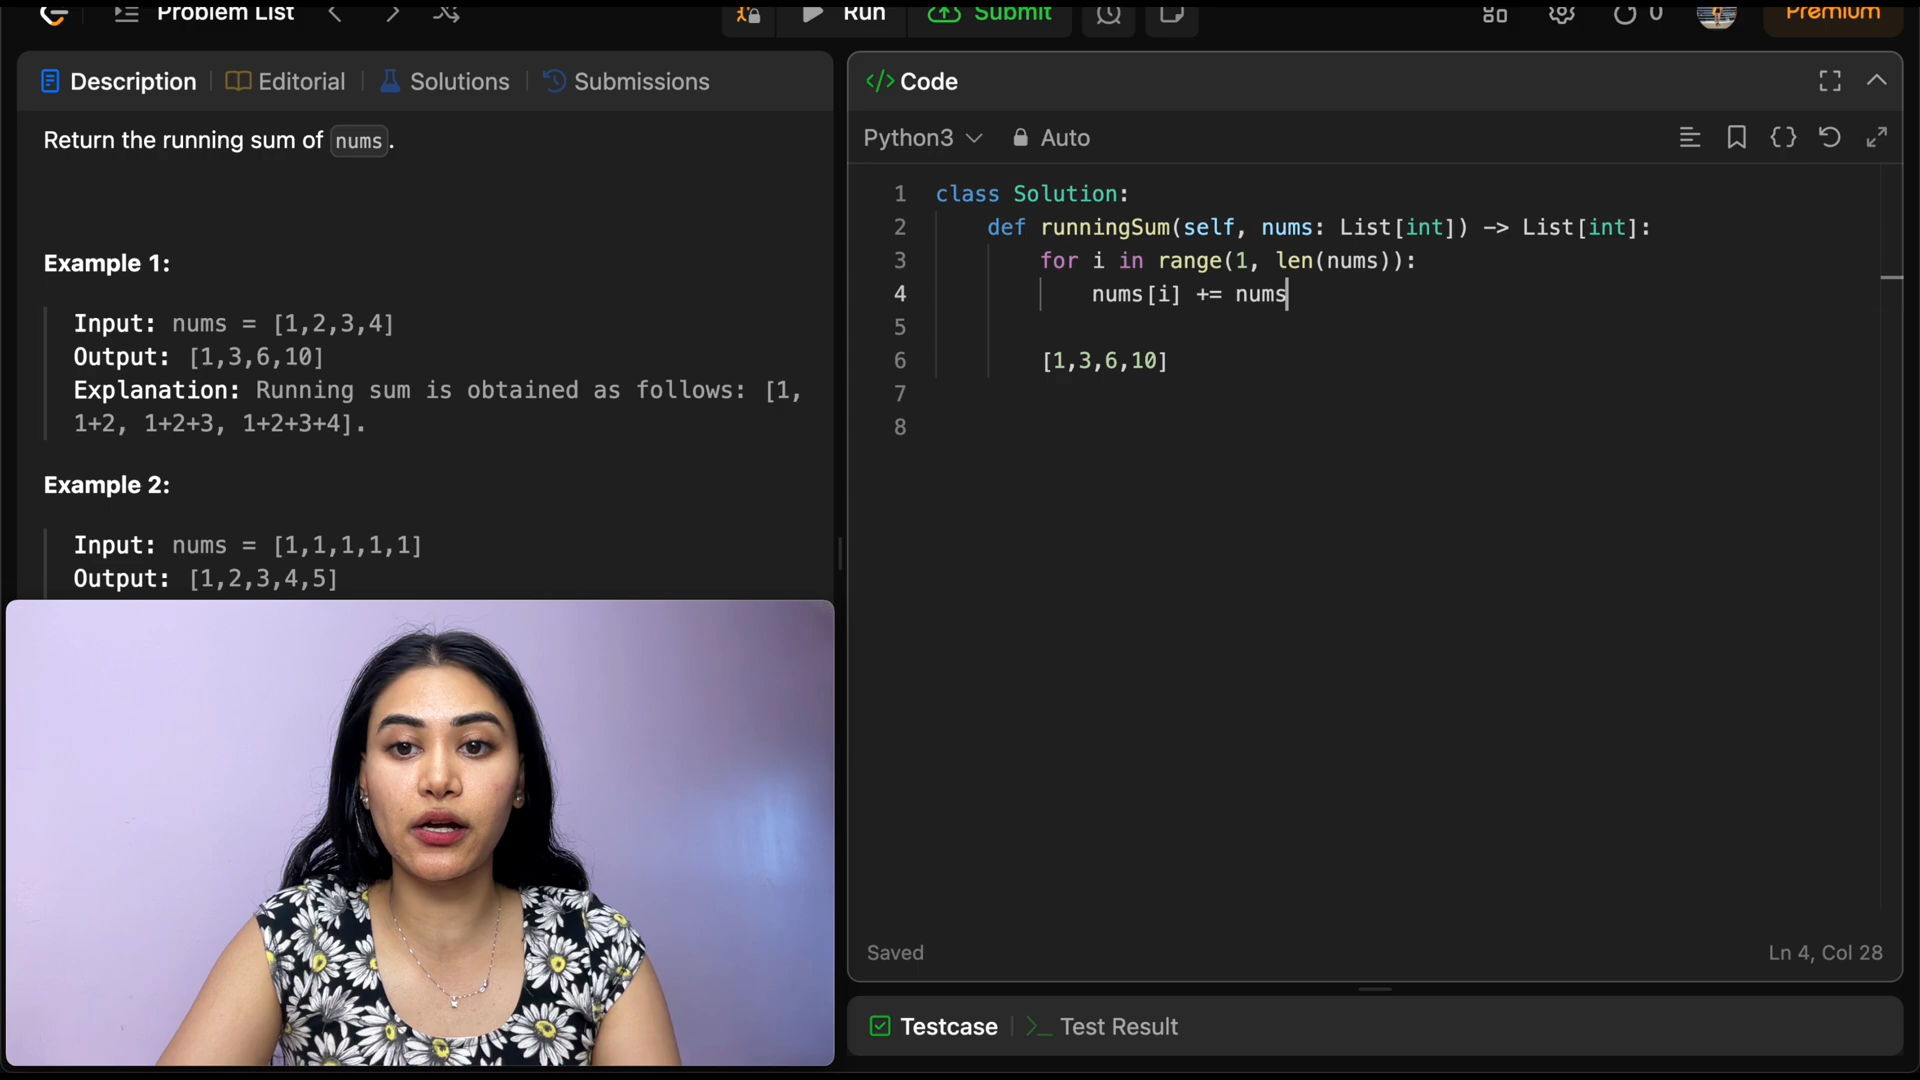 Problem List
Run
Submit
0
Premium
Description
Editorial
Solutions
Submissions
Return the running sum of nums.
Example 1:
Input: nums = [1,2,3,4]
Output: [1,3,6,10]
Explanation: Running sum is obtained as follows: [1,
1+2, 1+2+3, 1+2+3+4].
Example 2:
Input: nums = [1,1,1,1,1]
Output: [1,2,3,4,5]
</> Code
Python3
Auto
1 class Solution:
2 def runningSum(self, nums: List[int]) -> List[int]:
3 for i in range(1, len(nums)):
4 nums[i] += nums
5
6 [1,3,6,10]
7
8
Saved
Ln 4, Col 28
Testcase
Test Result